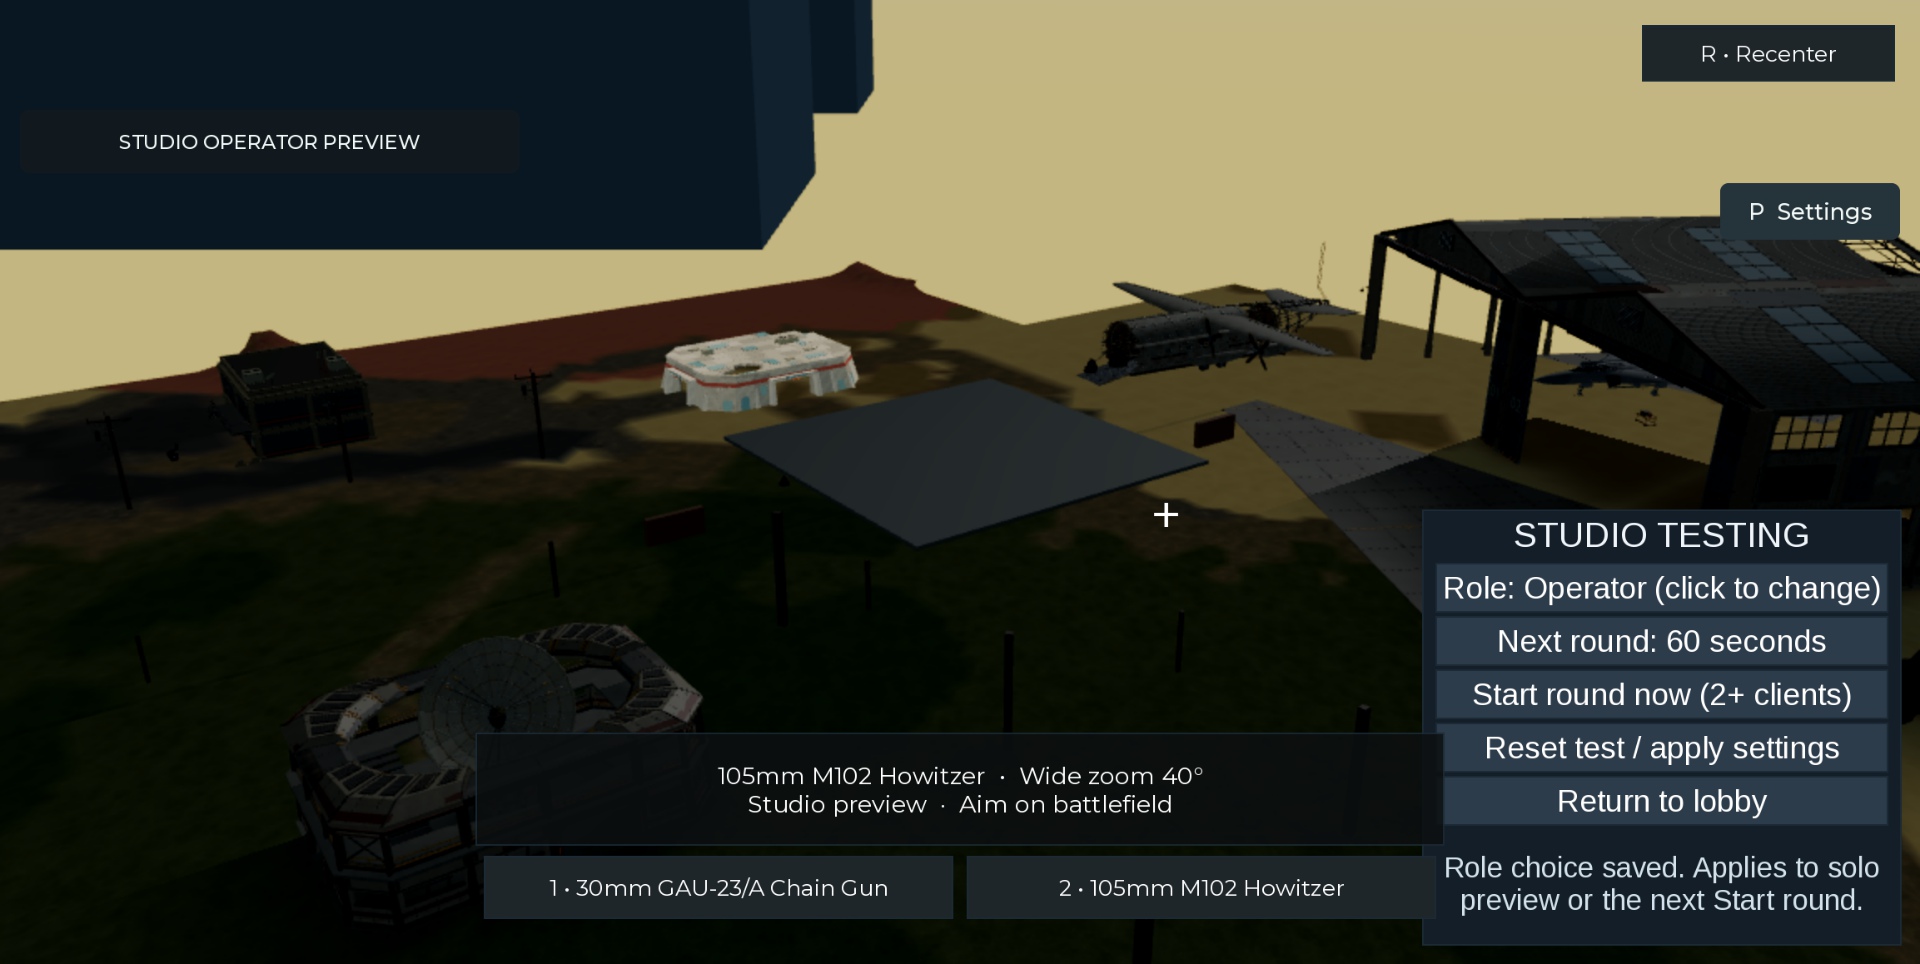 R • Recenter
STUDIO OPERATOR PREVIEW
P Settings
STUDIO TESTING
Role: Operator (click to change)
Next round: 60 seconds
Start round now (2+ clients)
Reset test / apply settings
Return to lobby
Role choice saved. Applies to solo
preview or the next Start round.
105mm M102 Howitzer • Wide zoom 40°
Studio preview · Aim on battlefield
1 • 30mm GAU-23/A Chain Gun
2 • 105mm M102 Howitzer